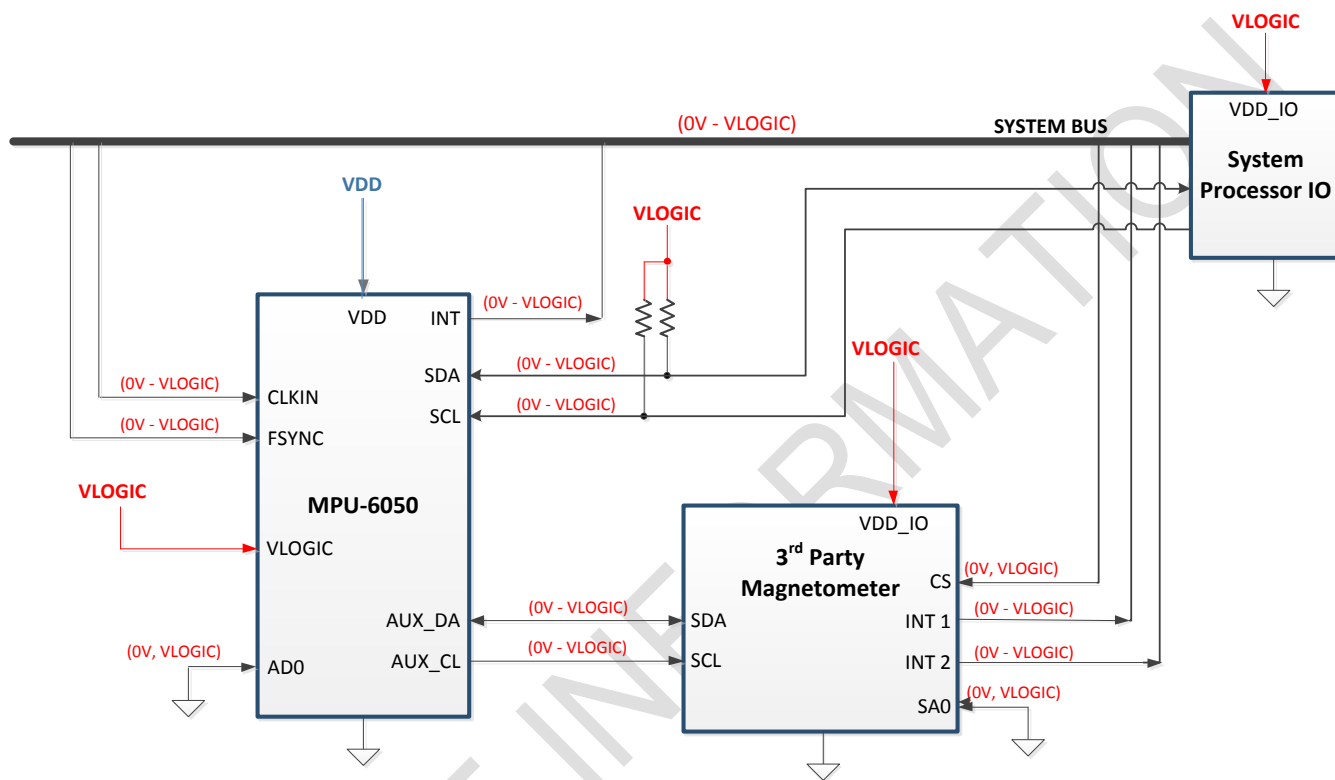 VLOGIC
VDD_IO
System
Processor IO
(0V - VLOGIC)
SYSTEM BUS
VDD
VLOGIC
VDD
INT
(0V - VLOGIC)
SDA
(0V - VLOGIC)
SCL
(0V - VLOGIC)
(0V - VLOGIC)
CLKIN
(0V - VLOGIC)
FSYNC
VLOGIC
VLOGIC
MPU-6050
AUX_DA
(0V - VLOGIC)
AUX_CL
(0V - VLOGIC)
(0V, VLOGIC)
AD0
VLOGIC
VDD_IO
3rd Party
Magnetometer
SDA
SCL
CS
(0V, VLOGIC)
INT 1
(0V - VLOGIC)
INT 2
(0V - VLOGIC)
SA0
(0V, VLOGIC)
INFORMATION